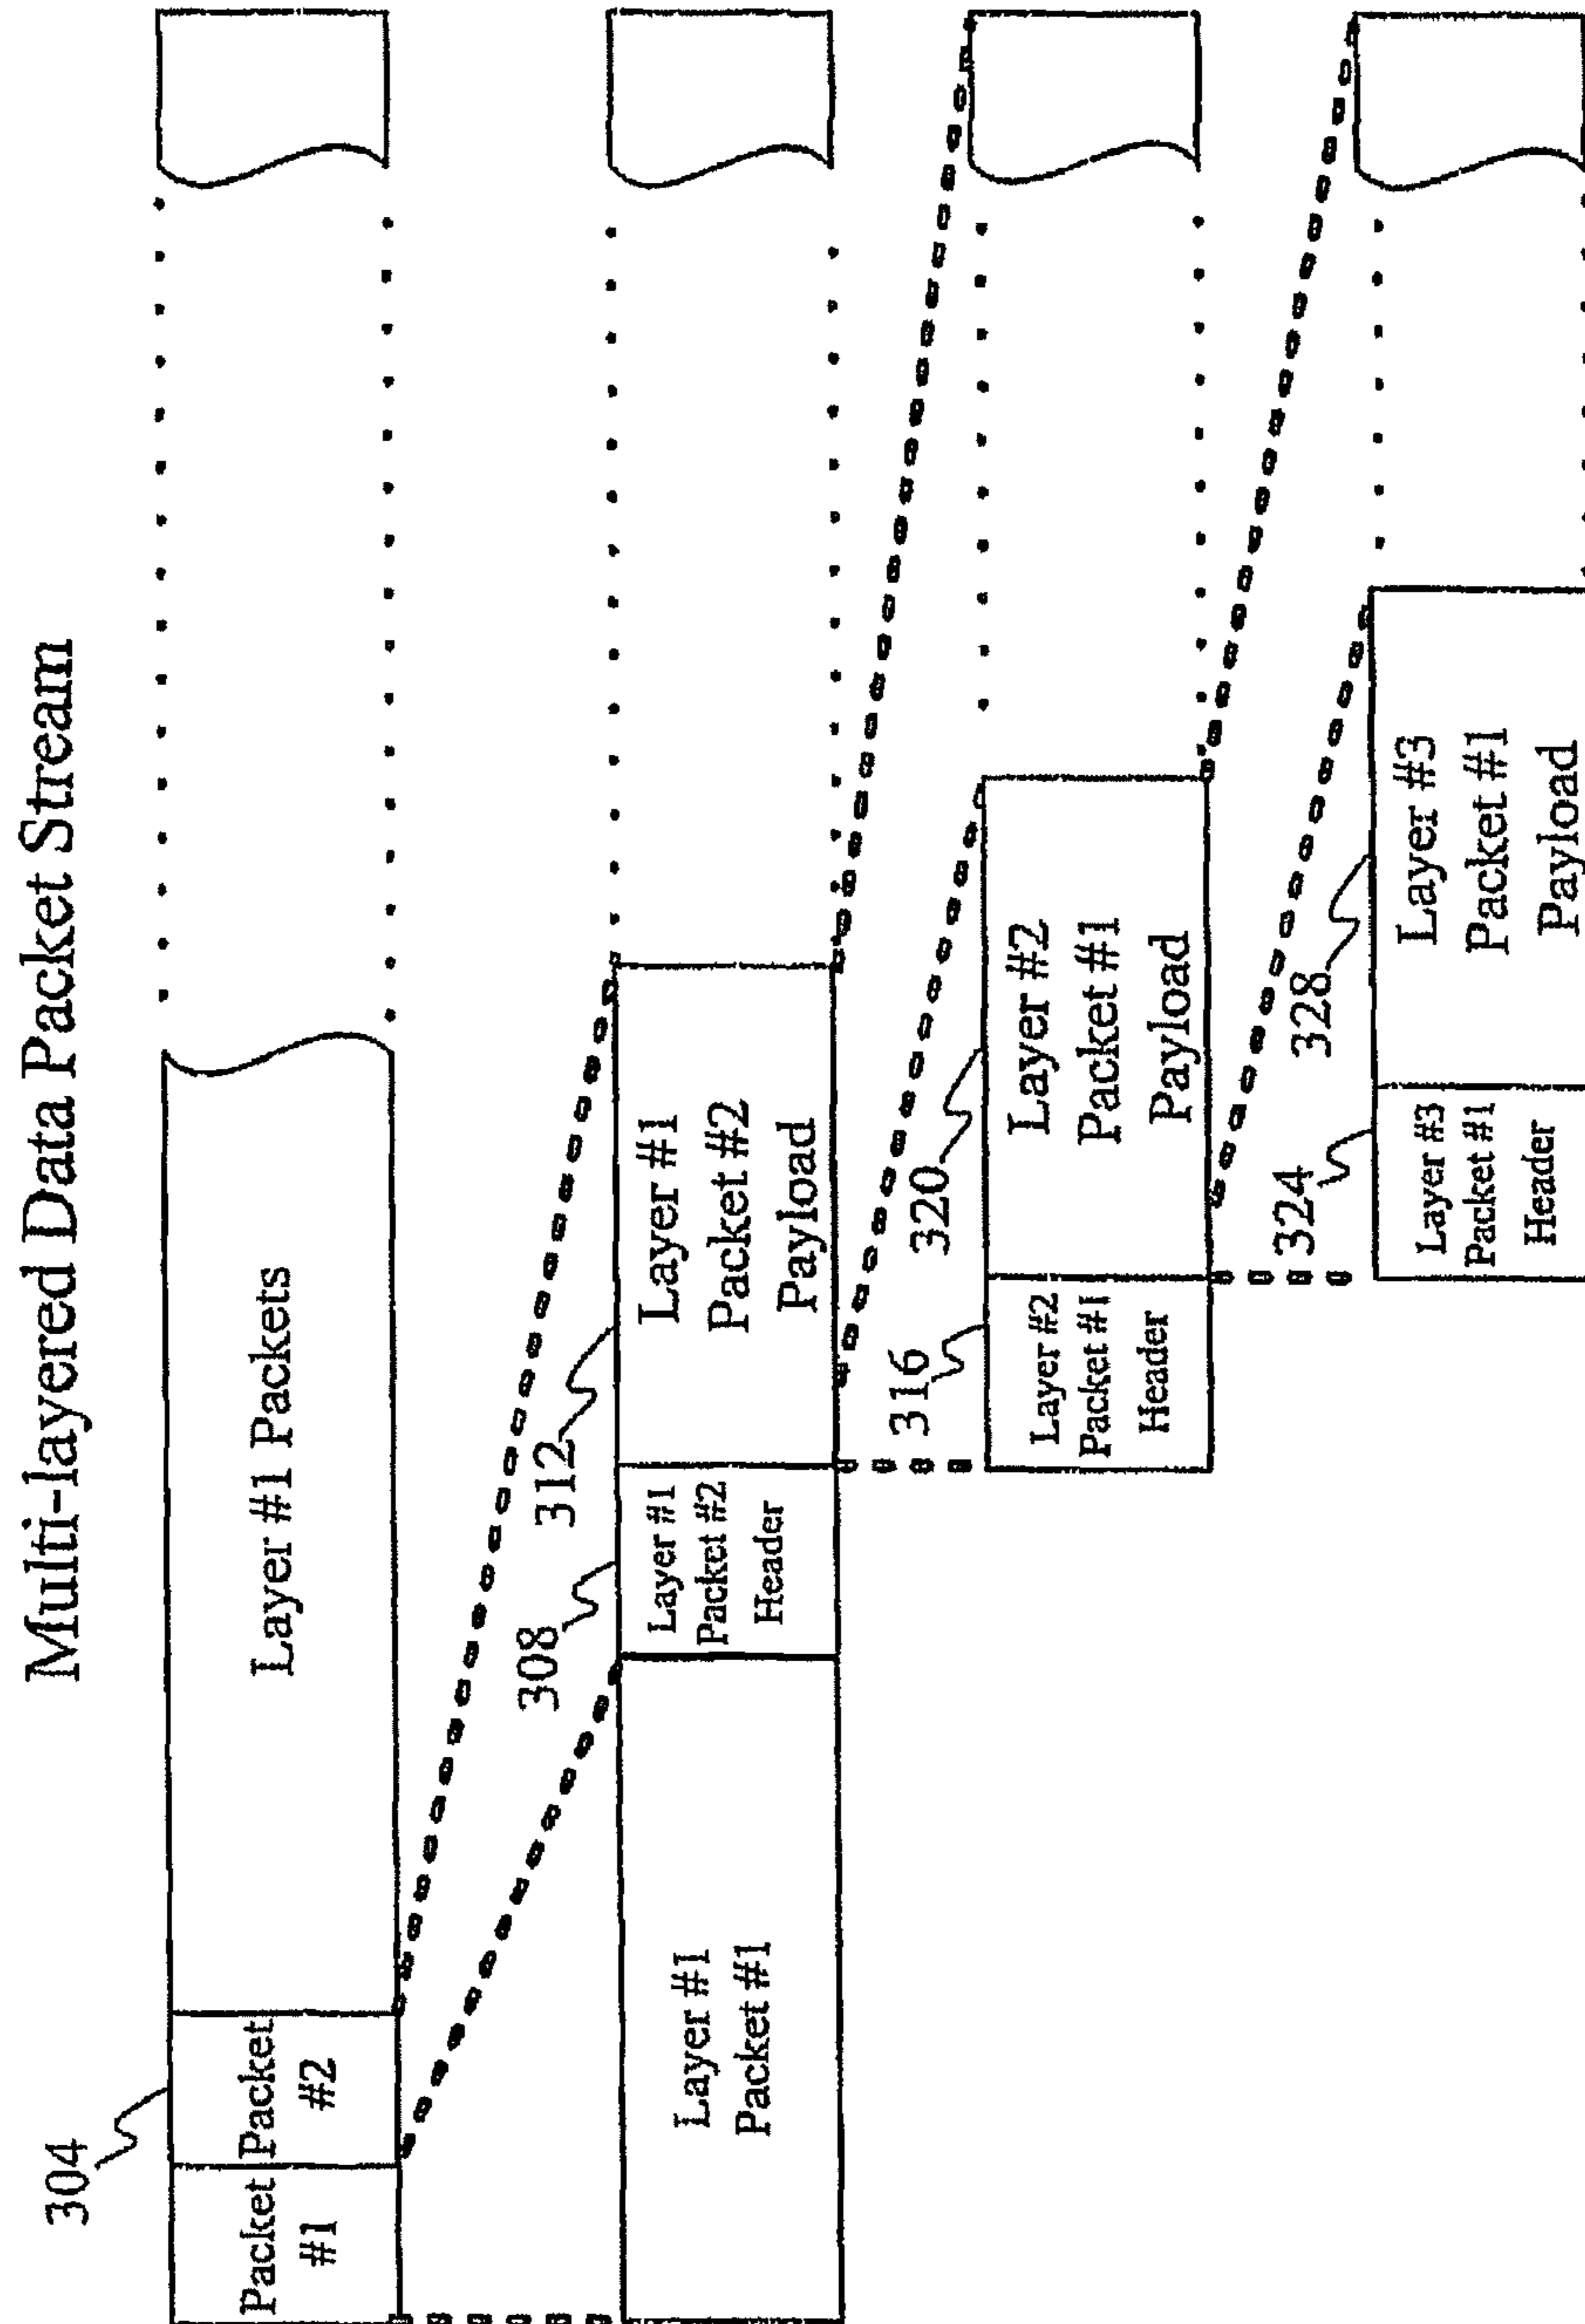 Multi-layered Data Packet Stream
304
Packet
#1
Packet
#2
Layer #1 Packets
308
312
Layer #1
Packet #1
Layer #1
Packet #2
Header
Layer #1
Packet #2
Payload
316
320
Layer #2
Packet #1
Header
Layer #2
Packet #1
Payload
324
328
Layer #3
Packet #1
Header
Layer #3
Packet #1
Payload